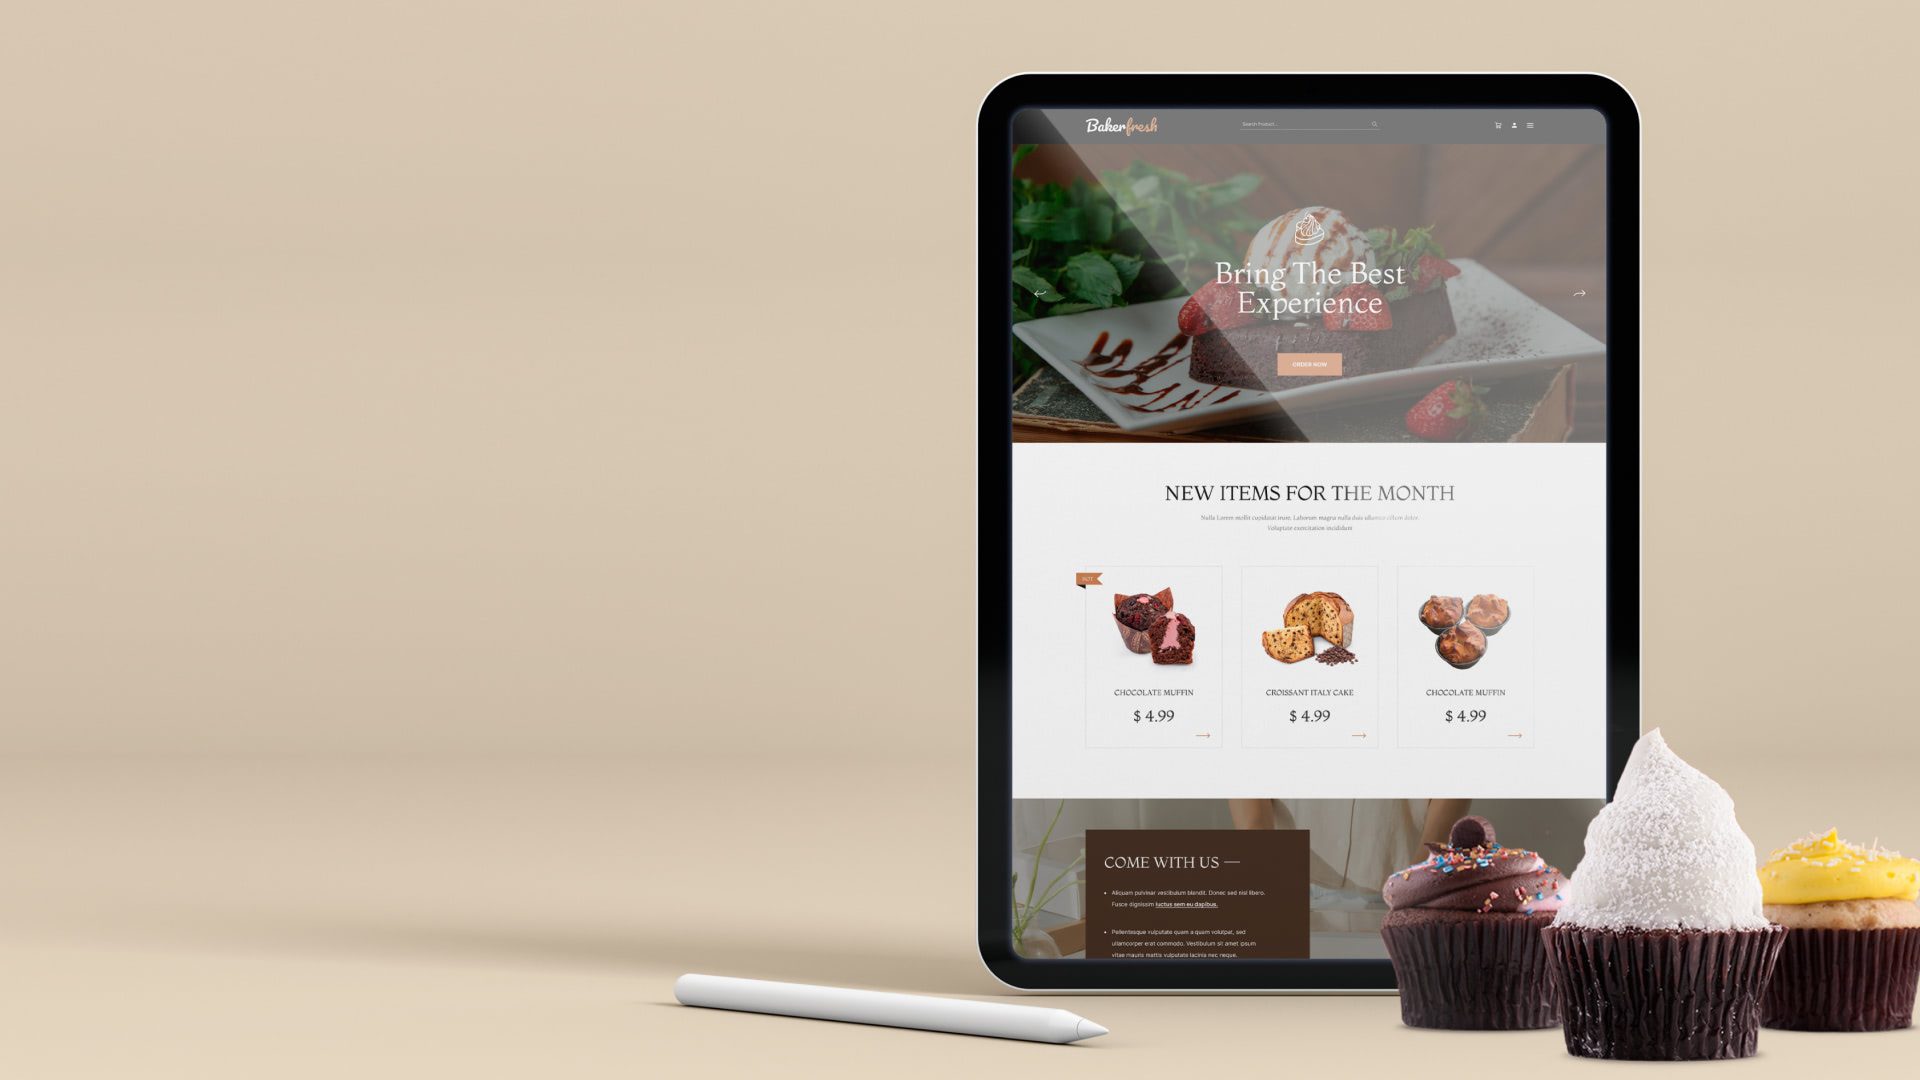 Bakerfresh
Search Product...
Bring The Best
Experience
ORDER NOW
NEW ITEMS FOR THE MONTH
Nulla Lorem mollit cupidatat irure. Laborum magna nulla duis ullamco cillum dolor.
Voluptate exercitation incididunt
HOT
CHOCOLATE MUFFIN
$ 4.99
CROISSANT ITALY CAKE
$ 4.99
CHOCOLATE MUFFIN
$ 4.99
COME WITH US —
• Aliquam pulvinar vestibulum blandit. Donec sed nisl libero.
Fusce dignissim luctus sem eu dapibus.
• Pellentesque vulputate quam a quam volutpat, sed
ullamcorper erat commodo. Vestibulum sit amet ipsum
vitae mauris mattis vulputate lacinia nec neque.